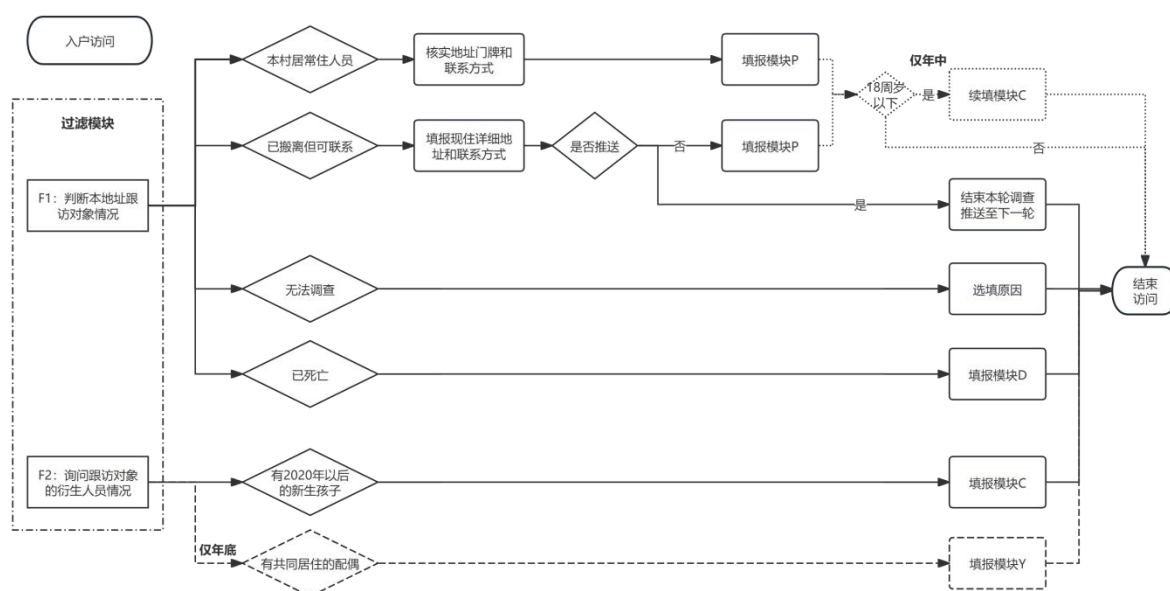 入户访问
过滤模块
F1：判断本地址跟
访对象情况
F2：询问跟访对象
的衍生人员情况
本村居常住人员
核实地址门牌和
联系方式
填报模块P
仅年中
18周岁
以下
是
续填模块C
否
已搬离但可联系
填报现住详细地
址和联系方式
是否推送
否
填报模块P
是
结束本轮调查
推送至下一轮
无法调查
选填原因
结束
访问
已死亡
填报模块D
有2020年以后
的新生孩子
填报模块C
仅年底
有共同居住的配偶
填报模块Y